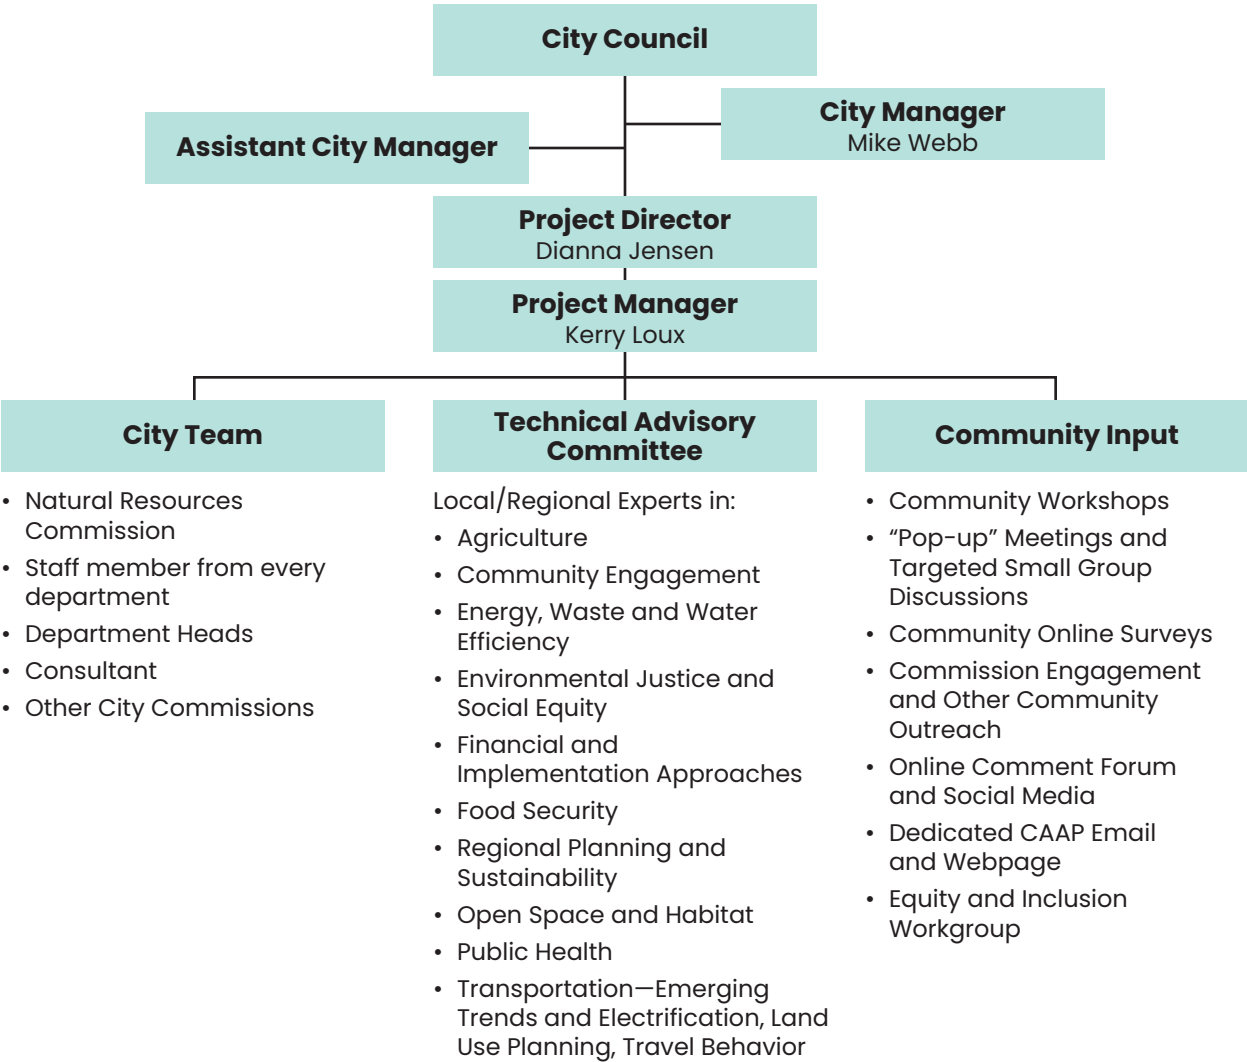 City Council
City Manager
Mike Webb
Assistant City Manager
Project Director
Dianna Jensen
Project Manager
Kerry Loux
City Team
• Natural Resources
Commission
• Staff member from every
department
• Department Heads
• Consultant
• Other City Commissions
Technical Advisory
Committee
Local/Regional Experts in:
• Agriculture
• Community Engagement
• Energy, Waste and Water
Efficiency
• Environmental Justice and
Social Equity
• Financial and
Implementation Approaches
• Food Security
• Regional Planning and
Sustainability
• Open Space and Habitat
• Public Health
• Transportation—Emerging
Trends and Electrification, Land
Use Planning, Travel Behavior
Community Input
• Community Workshops
• “Pop-up” Meetings and
Targeted Small Group
Discussions
• Community Online Surveys
• Commission Engagement
and Other Community
Outreach
• Online Comment Forum
and Social Media
• Dedicated CAAP Email
and Webpage
• Equity and Inclusion
Workgroup